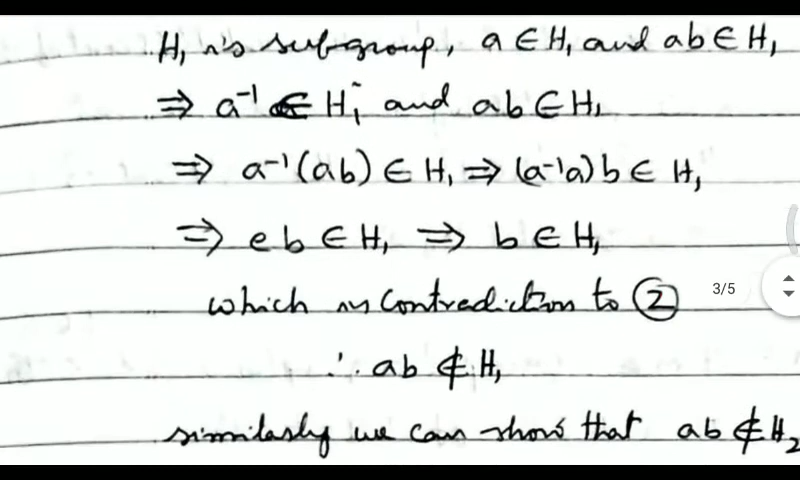 H₁ is subgroup, a ∈ H₁ and ab ∈ H₁
⇒ a⁻¹ ∈ H₁ and ab ∈ H₁
⇒ a⁻¹(ab) ∈ H₁ ⇒ (a⁻¹a)b ∈ H₁
⇒ eb ∈ H₁ ⇒ b ∈ H₁
which is contradiction to ②
3/5
∴ ab ∉ H₁
similarly we can show that ab ∉ H₂